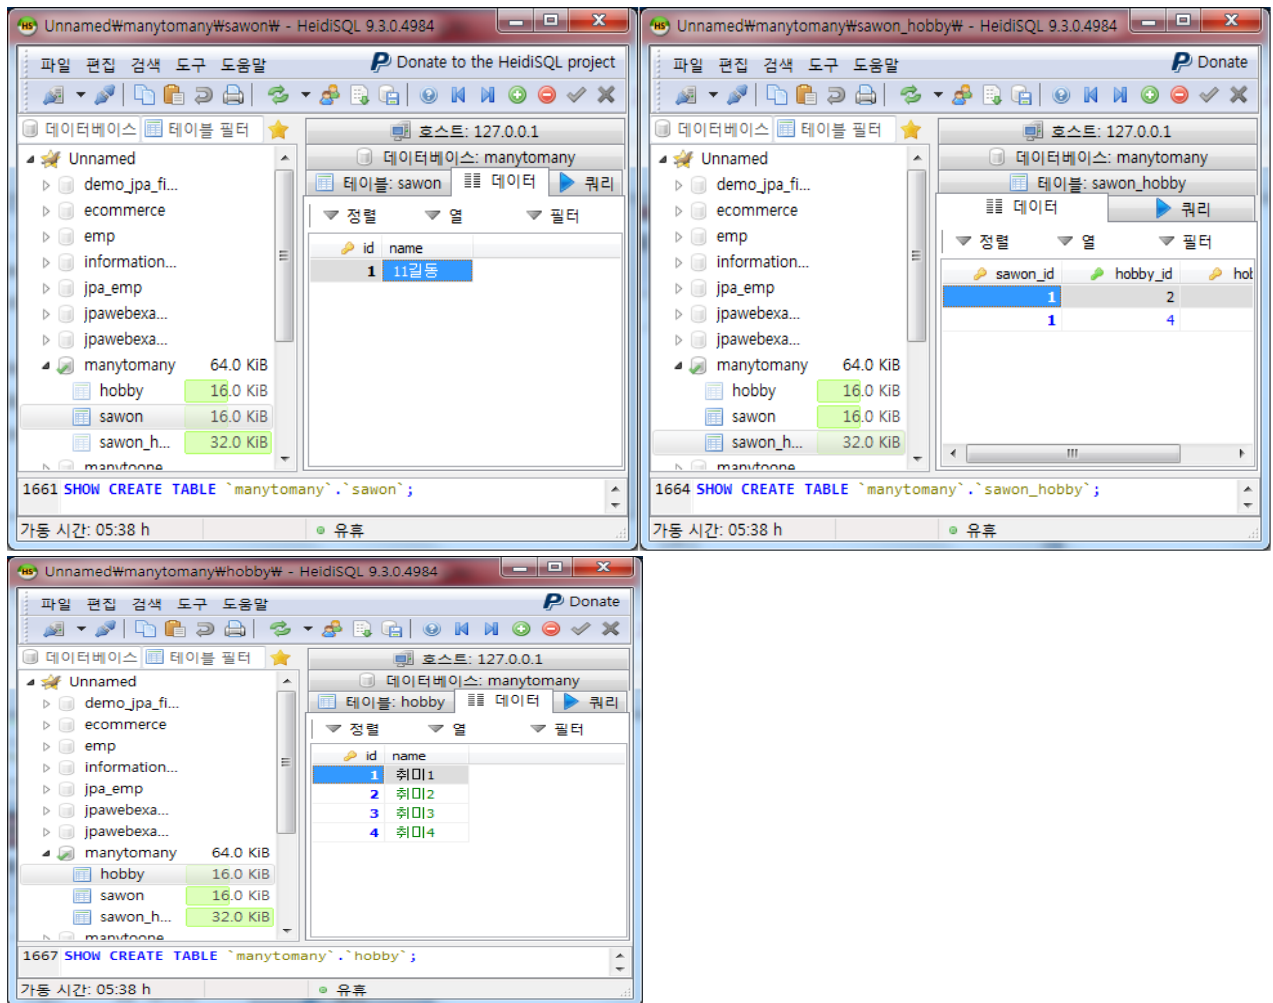 Unnamed₩manytomany₩sawon₩ - HeidiSQL 9.3.0.4984
파일 편집 검색 도구 도움말 Donate to the HeidiSQL project
데이터베이스 테이블 필터 호스트: 127.0.0.1
Unnamed 데이터베이스: manytomany
demo_jpa_fi... 테이블: sawon 데이터 쿼리
ecommerce 정렬 열 필터
emp id name
information... 1 11길동
jpa_emp
jpawebexa...
jpawebexa...
manytomany 64.0 KiB
hobby 16.0 KiB
sawon 16.0 KiB
sawon_h... 32.0 KiB
manytoone
1661 SHOW CREATE TABLE `manytomany`.`sawon`;
가동 시간: 05:38 h 유휴
Unnamed₩manytomany₩sawon_hobby₩ - HeidiSQL 9.3.0.4984
파일 편집 검색 도구 도움말 Donate
데이터베이스 테이블 필터 호스트: 127.0.0.1
Unnamed 데이터베이스: manytomany
demo_jpa_fi... 테이블: sawon_hobby
ecommerce 데이터 쿼리
emp 정렬 열 필터
information... sawon_id hobby_id hob
jpa_emp 1 2
jpawebexa... 1 4
jpawebexa...
manytomany 64.0 KiB
hobby 16.0 KiB
sawon 16.0 KiB
sawon_h... 32.0 KiB
manytoone
1664 SHOW CREATE TABLE `manytomany`.`sawon_hobby`;
가동 시간: 05:38 h 유휴
Unnamed₩manytomany₩hobby₩ - HeidiSQL 9.3.0.4984
파일 편집 검색 도구 도움말 Donate
데이터베이스 테이블 필터 호스트: 127.0.0.1
Unnamed 데이터베이스: manytomany
demo_jpa_fi... 테이블: hobby 데이터 쿼리
ecommerce 정렬 열 필터
emp id name
information... 1 취미1
jpa_emp 2 취미2
jpawebexa... 3 취미3
jpawebexa... 4 취미4
manytomany 64.0 KiB
hobby 16.0 KiB
sawon 16.0 KiB
sawon_h... 32.0 KiB
manytoone
1667 SHOW CREATE TABLE `manytomany`.`hobby`;
가동 시간: 05:38 h 유휴